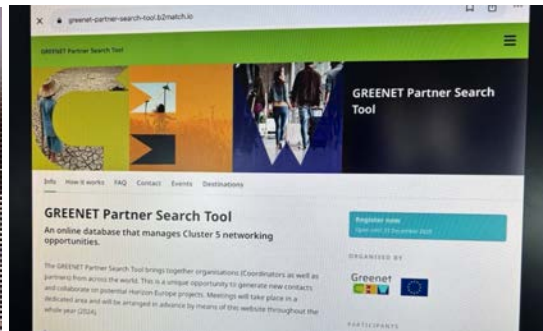 greenet-partner-search-tool.b2match.io
GREENET Partner Search Tool
GREENET Partner Search
Tool
Info How it works FAQ Contact Events Destinations
GREENET Partner Search Tool
An online database that manages Cluster 5 networking
opportunities.
The GREENET Partner Search Tool brings together organisations (Coordinators as well as
partners) from across the world. This is a unique opportunity to generate new contacts
and collaborate on potential Horizon Europe projects. Meetings will take place in a
dedicated area and will be arranged in advance by means of this website throughout the
whole year (2024).
Register now
Open until 31 December
ORGANISED BY
Greenet
PARTICIPANTS